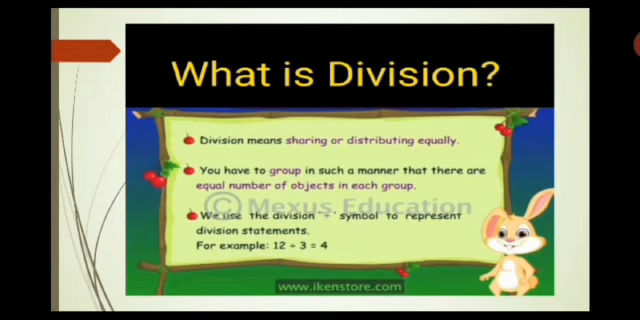 What is Division?
Division means sharing or distributing equally.
You have to group in such a manner that there are
equal number of objects in each group.
© Mexus Education
We use the division '÷' symbol to represent
division statements.
For example: 12 ÷ 3 = 4
www.ikenstore.com